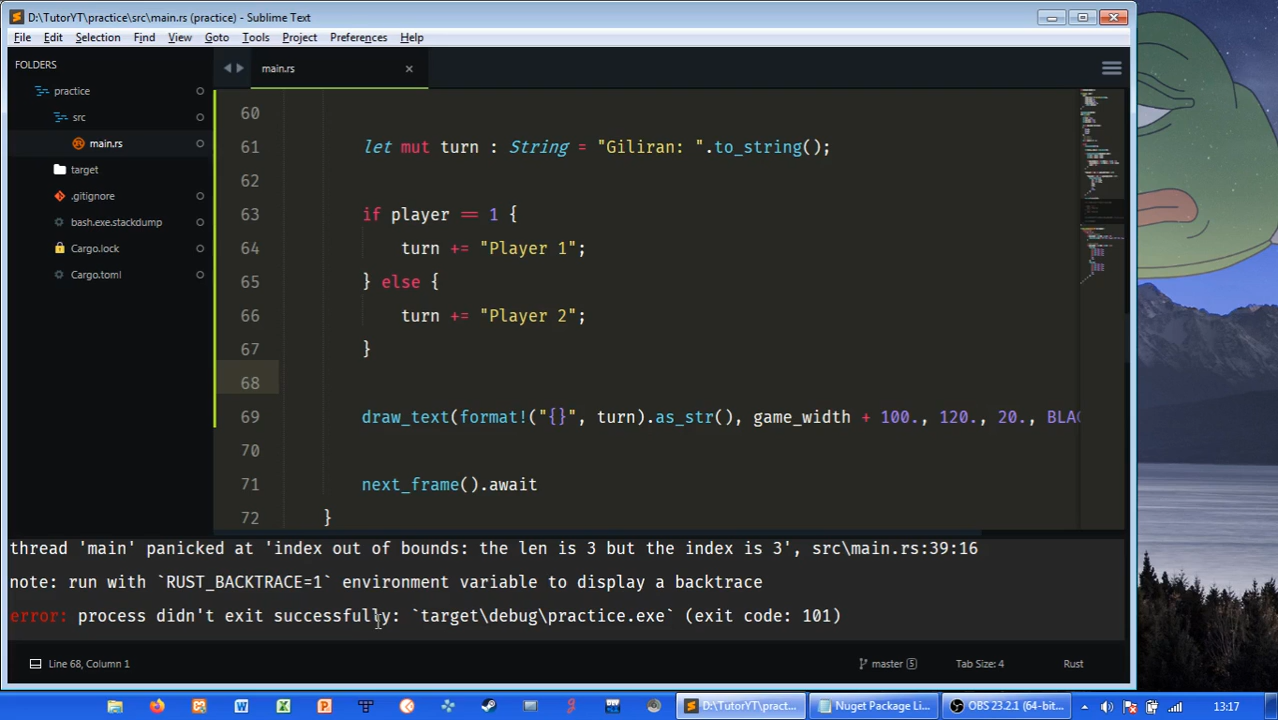 D:\TutorYT\practice\src\main.rs (practice) - Sublime Text
File Edit Selection Find View Goto Tools Project Preferences Help
FOLDERS
practice
src
main.rs
target
.gitignore
bash.exe.stackdump
Cargo.lock
Cargo.toml
main.rs
60
61 let mut turn : String = "Giliran: ".to_string();
62
63 if player == 1 {
64 turn += "Player 1";
65 } else {
66 turn += "Player 2";
67 }
68
69 draw_text(format!("{}", turn).as_str(), game_width + 100., 120., 20., BLAC
70
71 next_frame().await
72 }
thread 'main' panicked at 'index out of bounds: the len is 3 but the index is 3', src\main.rs:39:16
note: run with `RUST_BACKTRACE=1` environment variable to display a backtrace
error: process didn't exit successfully: `target\debug\practice.exe` (exit code: 101)
Line 68, Column 1 master 5 Tab Size: 4 Rust
D:\TutorYT\pract... Nuget Package Li... OBS 23.2.1 (64-bit... 13:17